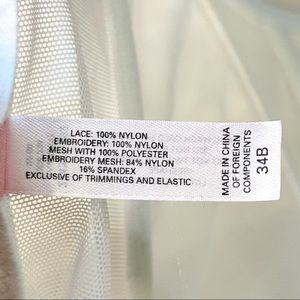 LACE: 100% NYLON
EMBROIDERY: 100% NYLON
MESH WITH 100% POLYESTER
EMBROIDERY MESH: 84% NYLON
16% SPANDEX
EXCLUSIVE OF TRIMMINGS AND ELASTIC
MADE IN CHINA
OF FOREIGN
COMPONENTS
34B